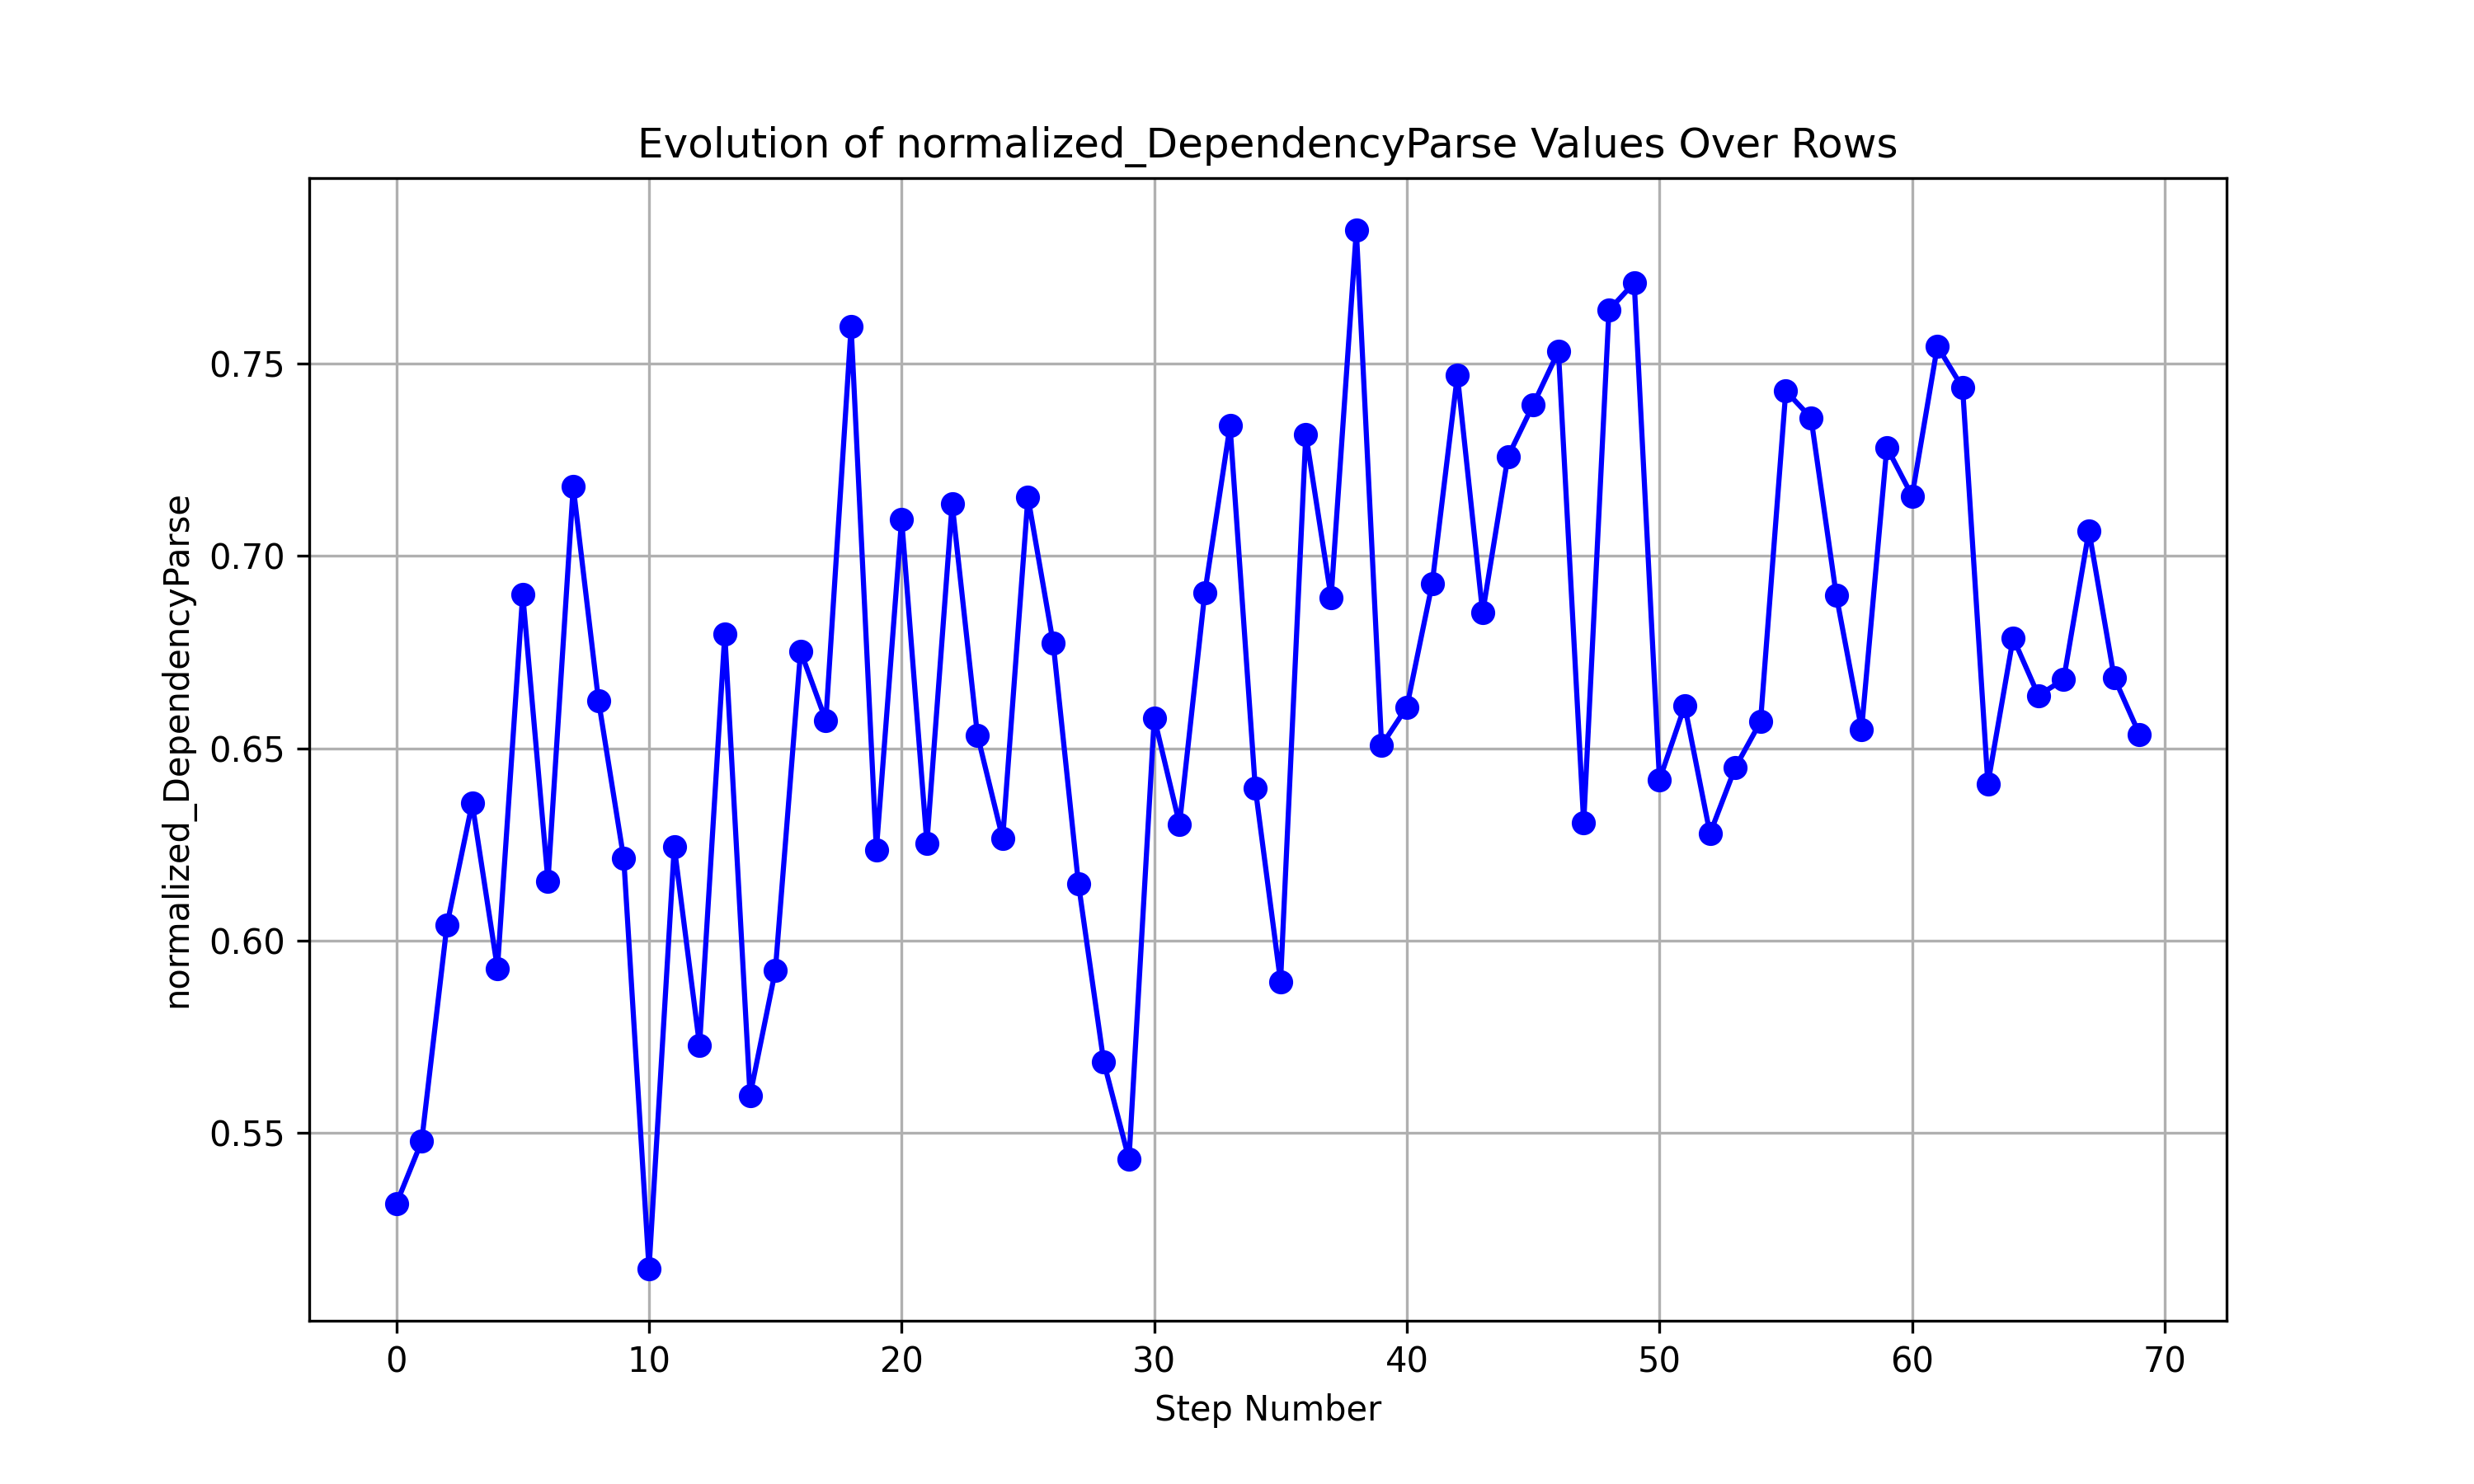 Evolution of normalized_DependencyParse Values Over Rows
normalized_DependencyParse
0.75
0.70
0.65
0.60
0.55
0 10 20 30 40 50 60 70
Step Number